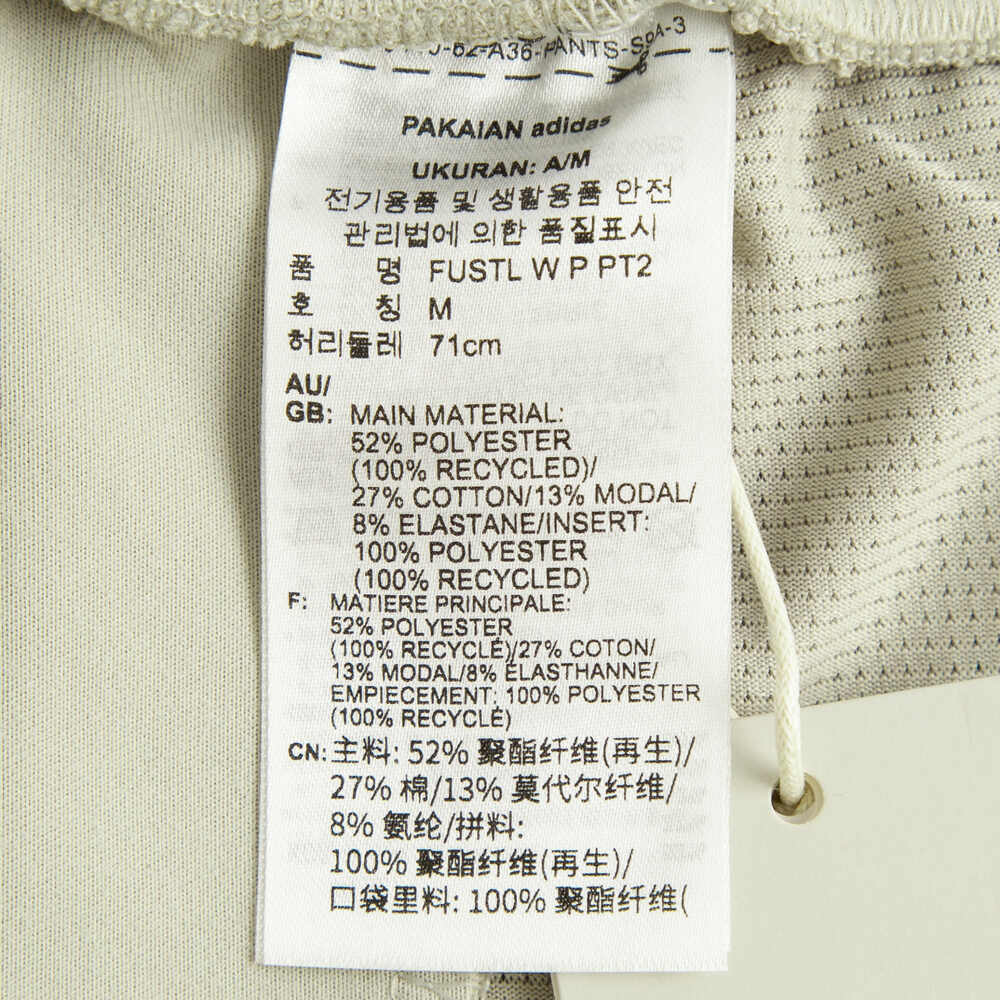 -62-A36-PANTS-SPA-3
PAKAIAN adidas
UKURAN: A/M
전기용품 및 생활용품 안전
관리법에 의한 품질표시
품 명 FUSTL W P PT2
호 칭 M
허리둘레 71cm
AU/
GB: MAIN MATERIAL:
52% POLYESTER
(100% RECYCLED)/
27% COTTON/13% MODAL/
8% ELASTANE/INSERT:
100% POLYESTER
(100% RECYCLED)
F: MATIERE PRINCIPALE:
52% POLYESTER
(100% RECYCLÉ)/27% COTON/
13% MODAL/8% ÉLASTHANNE/
EMPIECEMENT: 100% POLYESTER
(100% RECYCLÉ)
CN: 主料: 52% 聚酯纤维(再生)/
27% 棉/13% 莫代尔纤维/
8% 氨纶/拼料:
100% 聚酯纤维(再生)/
口袋里料: 100% 聚酯纤维(